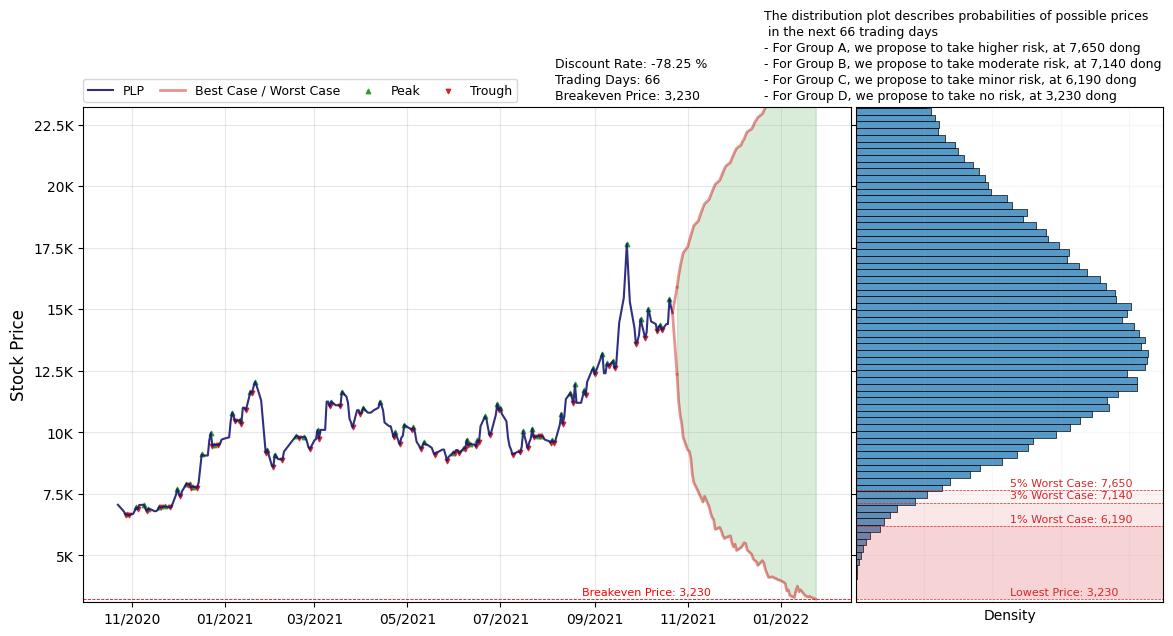 The distribution plot describes probabilities of possible prices
in the next 66 trading days
- For Group A, we propose to take higher risk, at 7,650 dong
- For Group B, we propose to take moderate risk, at 7,140 dong
- For Group C, we propose to take minor risk, at 6,190 dong
- For Group D, we propose to take no risk, at 3,230 dong
Discount Rate: -78.25 %
Trading Days: 66
Breakeven Price: 3,230
PLP
Best Case / Worst Case
Peak
Trough
Stock Price
22.5K
20K
17.5K
15K
12.5K
10K
7.5K
5K
Breakeven Price: 3,230
11/2020
01/2021
03/2021
05/2021
07/2021
09/2021
11/2021
01/2022
5% Worst Case: 7,650
3% Worst Case: 7,140
1% Worst Case: 6,190
Lowest Price: 3,230
Density